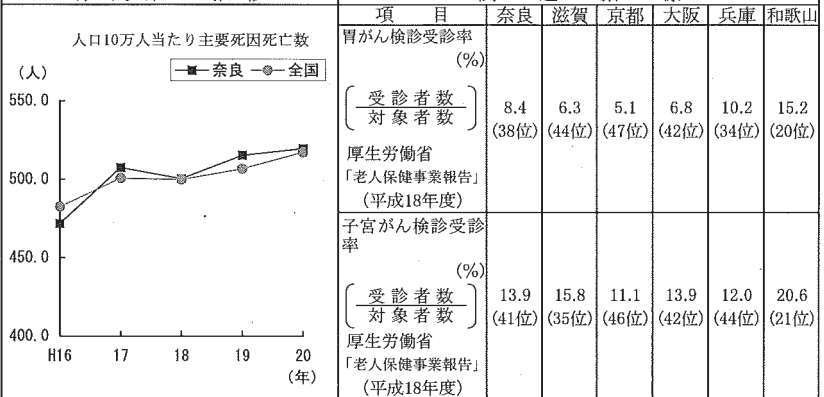 人口10万人当たり主要死因死亡数
(人)
奈良 全国
550.0
500.0
450.0
400.0
H16 17 18 19 20
(年)
項目 奈良 滋賀 京都 大阪 兵庫 和歌山
胃がん検診受診率
(%)
受診者数
対象者数
8.4 6.3 5.1 6.8 10.2 15.2
(38位) (44位) (47位) (42位) (34位) (20位)
厚生労働省
「老人保健事業報告」
(平成18年度)
子宮がん検診受診
率
(%)
受診者数
対象者数
13.9 15.8 11.1 13.9 12.0 20.6
(41位) (35位) (46位) (42位) (44位) (21位)
厚生労働省
「老人保健事業報告」
(平成18年度)